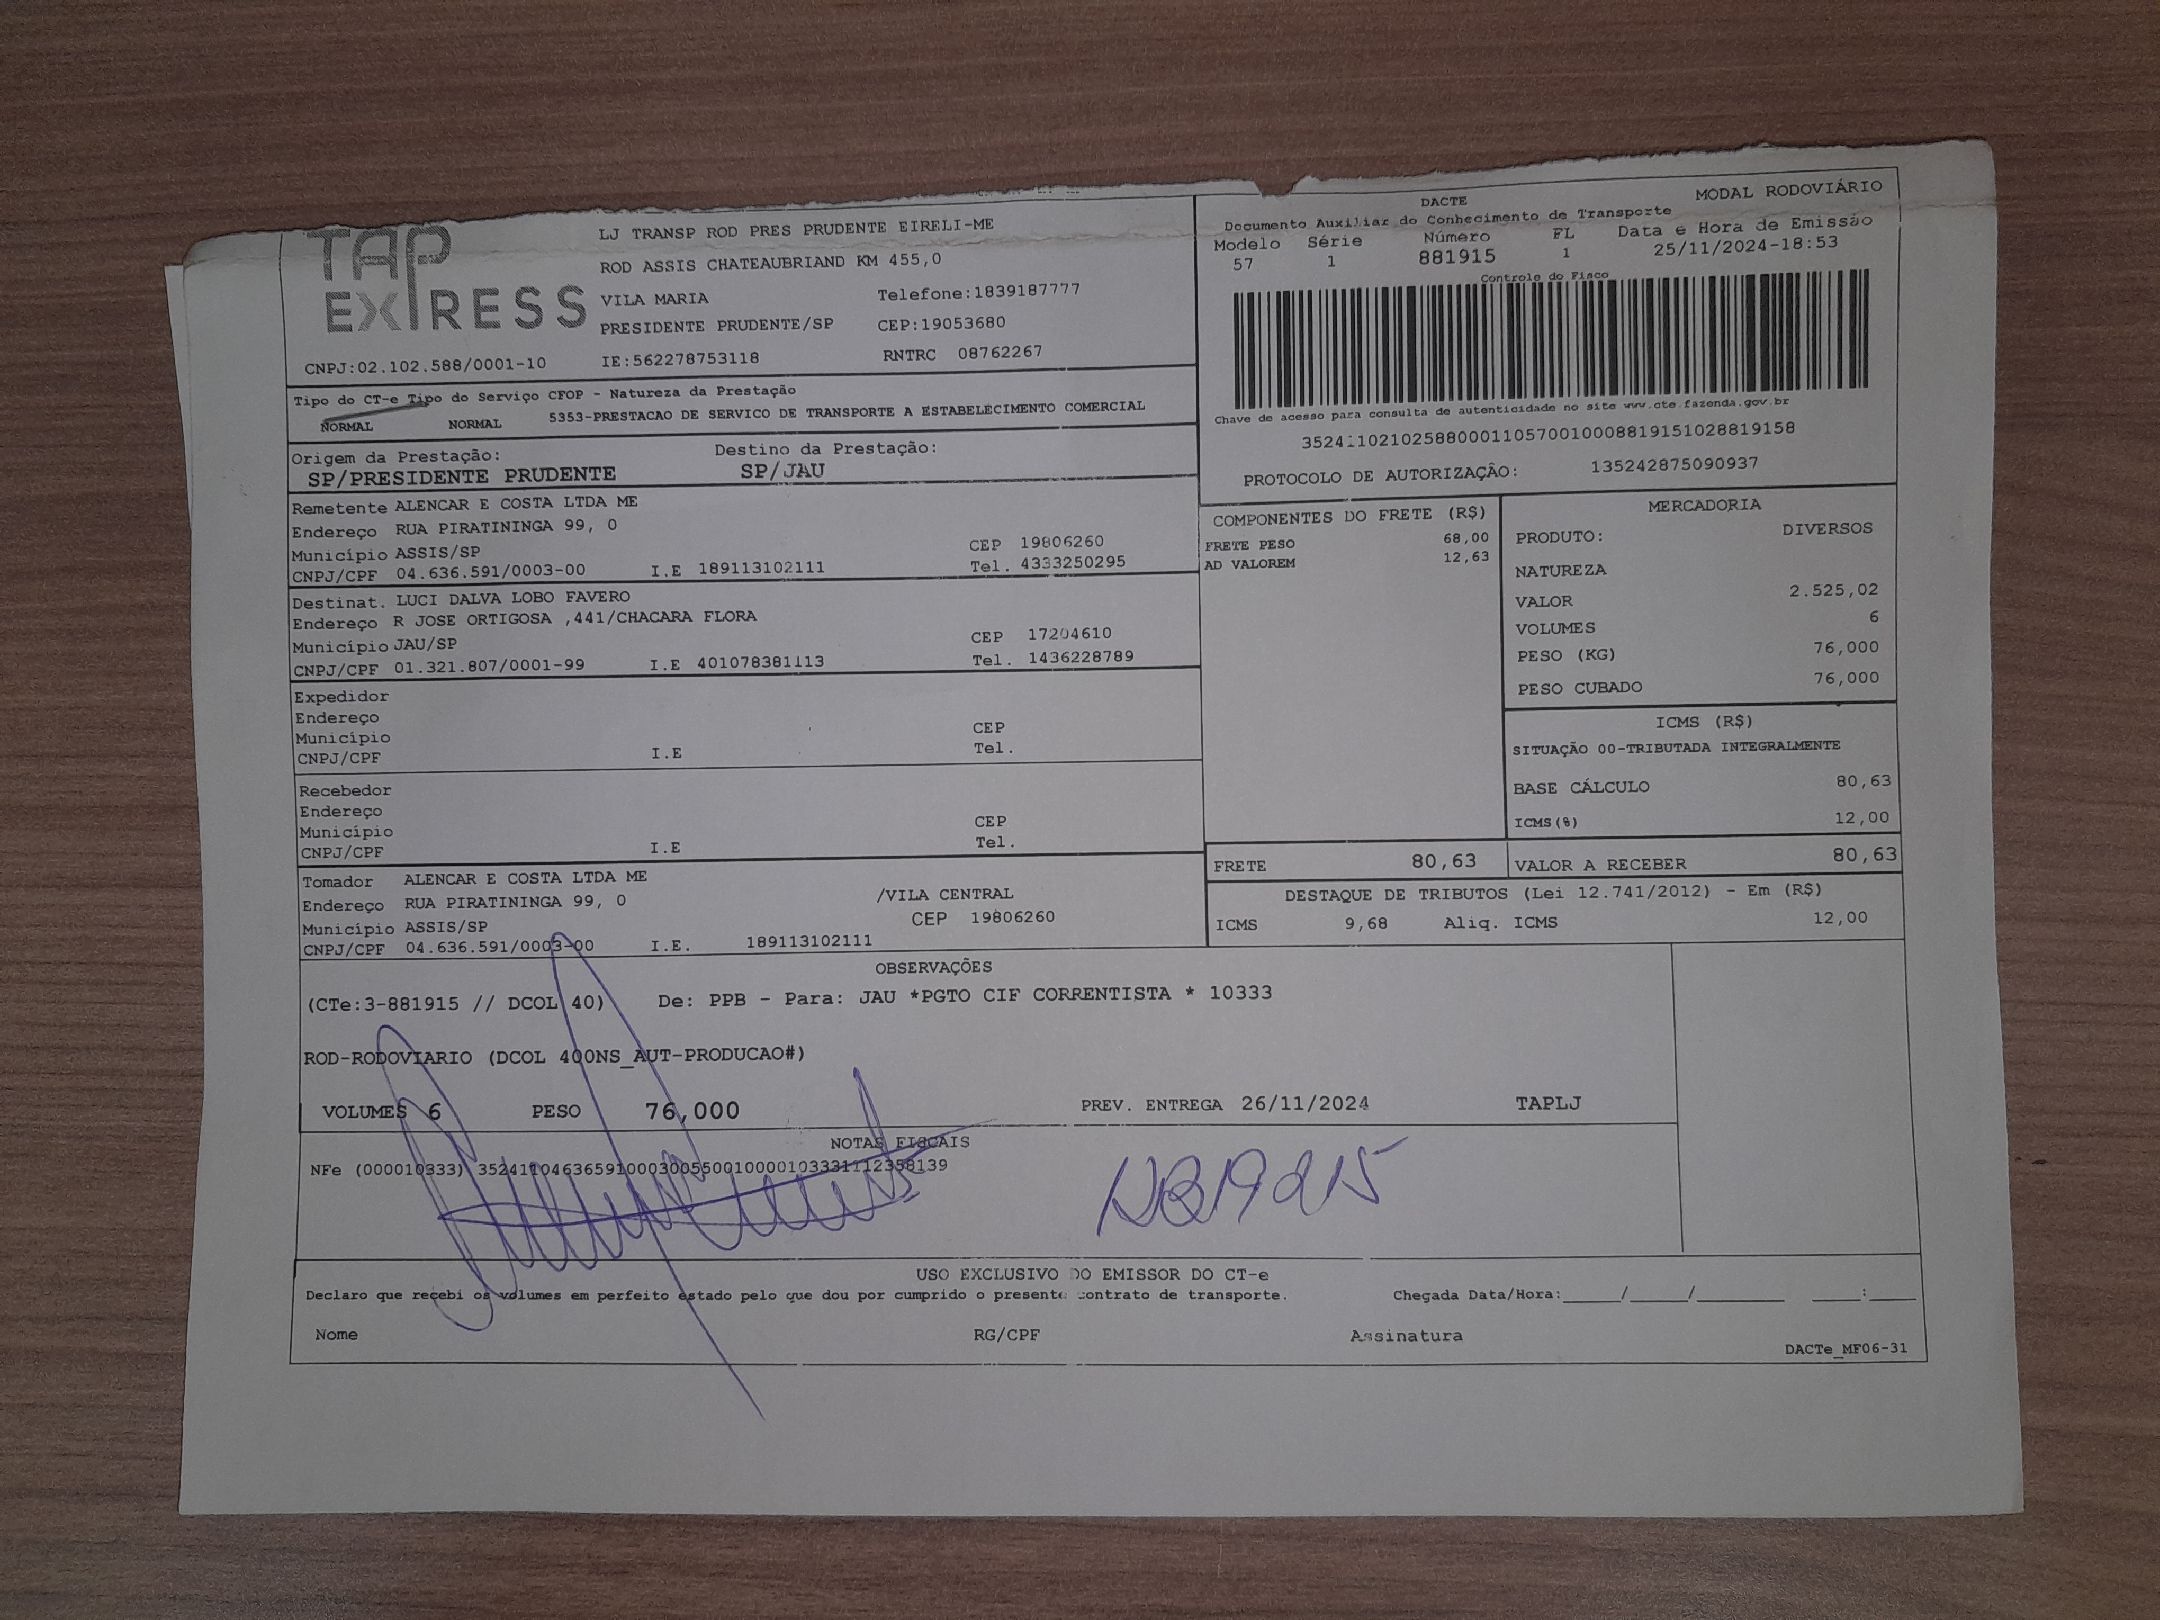 TAP
EXPRESS
LJ TRANSP ROD PRES PRUDENTE EIRELI-ME
ROD ASSIS CHATEAUBRIAND KM 455,0
VILA MARIA Telefone:1839187777
PRESIDENTE PRUDENTE/SP CEP:19053680
CNPJ:02.102.588/0001-10 IE:562278753118 RNTRC 08762267
DACTE MODAL RODOVIÁRIO
Documento Auxiliar do Conhecimento de Transporte
Modelo Série Número FL Data e Hora de Emissão
57 1 881915 1 25/11/2024-18:53
Controle do Fisco
Chave de acesso para consulta de autenticidade no site www.cte.fazenda.gov.br
35241102102588000110570010008819151028819158
PROTOCOLO DE AUTORIZAÇÃO: 135242875090937
Tipo do CT-e Tipo do Serviço CFOP - Natureza da Prestação
NORMAL NORMAL 5353-PRESTACAO DE SERVICO DE TRANSPORTE A ESTABELECIMENTO COMERCIAL
Origem da Prestação: Destino da Prestação:
SP/PRESIDENTE PRUDENTE SP/JAU
Remetente ALENCAR E COSTA LTDA ME
Endereço RUA PIRATININGA 99, 0
Município ASSIS/SP CEP 19806260
CNPJ/CPF 04.636.591/0003-00 I.E 189113102111 Tel. 4333250295
Destinat. LUCI DALVA LOBO FAVERO
Endereço R JOSE ORTIGOSA ,441/CHACARA FLORA
Município JAU/SP CEP 17204610
CNPJ/CPF 01.321.807/0001-99 I.E 401078381113 Tel. 1436228789
Expedidor
Endereço
Município CEP
CNPJ/CPF I.E Tel.
Recebedor
Endereço
Município CEP
CNPJ/CPF I.E Tel.
Tomador ALENCAR E COSTA LTDA ME
Endereço RUA PIRATININGA 99, 0 /VILA CENTRAL
Município ASSIS/SP CEP 19806260
CNPJ/CPF 04.636.591/0003-00 I.E. 189113102111
COMPONENTES DO FRETE (R$)
FRETE PESO 68,00
AD VALOREM 12,63
MERCADORIA
PRODUTO: DIVERSOS
NATUREZA
VALOR 2.525,02
VOLUMES 6
PESO (KG) 76,000
PESO CUBADO 76,000
ICMS (R$)
SITUAÇÃO 00-TRIBUTADA INTEGRALMENTE
BASE CÁLCULO 80,63
ICMS(%) 12,00
FRETE 80,63 VALOR A RECEBER 80,63
DESTAQUE DE TRIBUTOS (Lei 12.741/2012) - Em (R$)
ICMS 9,68 Aliq. ICMS 12,00
OBSERVAÇÕES
(CTe:3-881915 // DCOL 40) De: PPB - Para: JAU *PGTO CIF CORRENTISTA * 10333
ROD-RODOVIARIO (DCOL 400NS_AUT-PRODUCAO#)
VOLUMES 6 PESO 76,000 PREV. ENTREGA 26/11/2024 TAPLJ
NOTAS FISCAIS
NFe (000010333) 35241104636591000300550010000103331112358139
USO EXCLUSIVO DO EMISSOR DO CT-e
Declaro que recebi os volumes em perfeito estado pelo que dou por cumprido o presente contrato de transporte. Chegada Data/Hora:_____/_____/_________ _____:_____
Nome RG/CPF Assinatura
DACTe_MF06-31